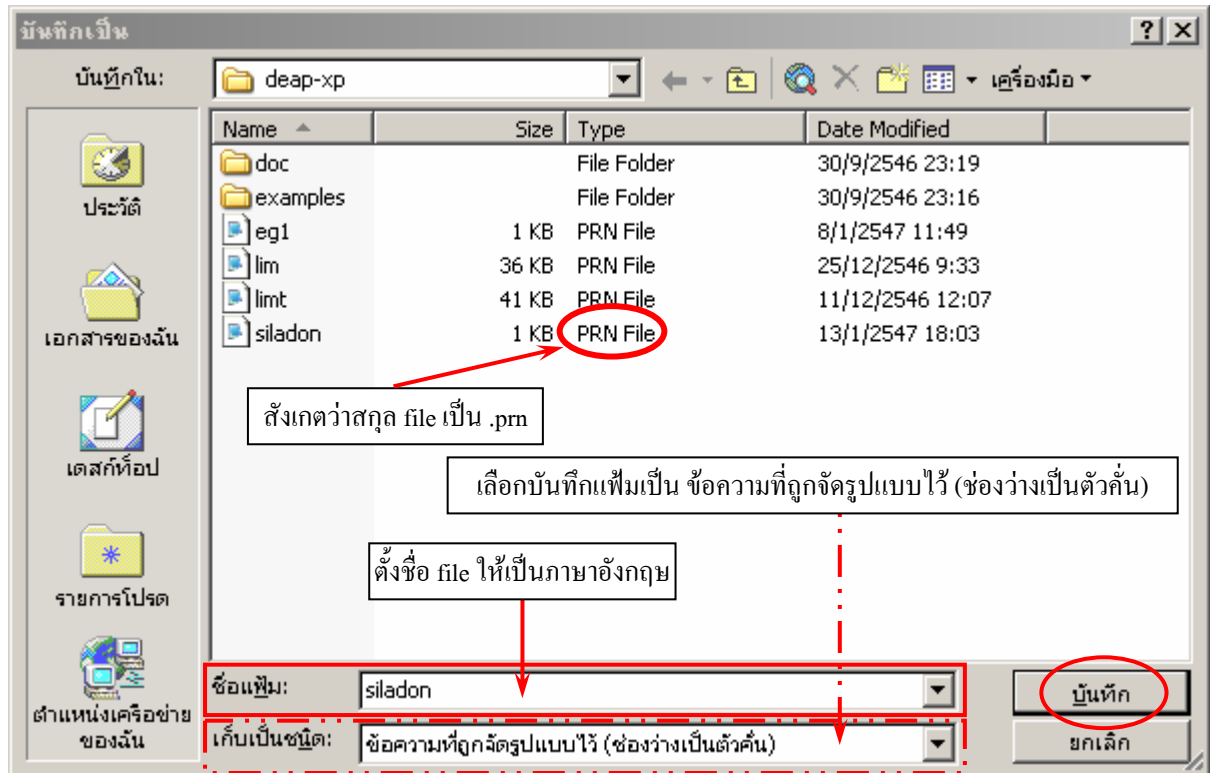 บันทึกเป็น
บันทึกใน:
deap-xp
เครื่องมือ
ประวัติ
เอกสารของฉัน
เดสก์ท็อป
รายการโปรด
ตำแหน่งเครือข่าย
ของฉัน
Name Size Type Date Modified
doc File Folder 30/9/2546 23:19
examples File Folder 30/9/2546 23:16
eg1 1 KB PRN File 8/1/2547 11:49
lim 36 KB PRN File 25/12/2546 9:33
limt 41 KB PRN File 11/12/2546 12:07
siladon 1 KB PRN File 13/1/2547 18:03
สังเกตว่าสกุล file เป็น .prn
เลือกบันทึกแฟ้มเป็น ข้อความที่ถูกจัดรูปแบบไว้ (ช่องว่างเป็นตัวคั่น)
ตั้งชื่อ file ให้เป็นภาษาอังกฤษ
ชื่อแฟ้ม: siladon
บันทึก
เก็บเป็นชนิด: ข้อความที่ถูกจัดรูปแบบไว้ (ช่องว่างเป็นตัวคั่น)
ยกเลิก